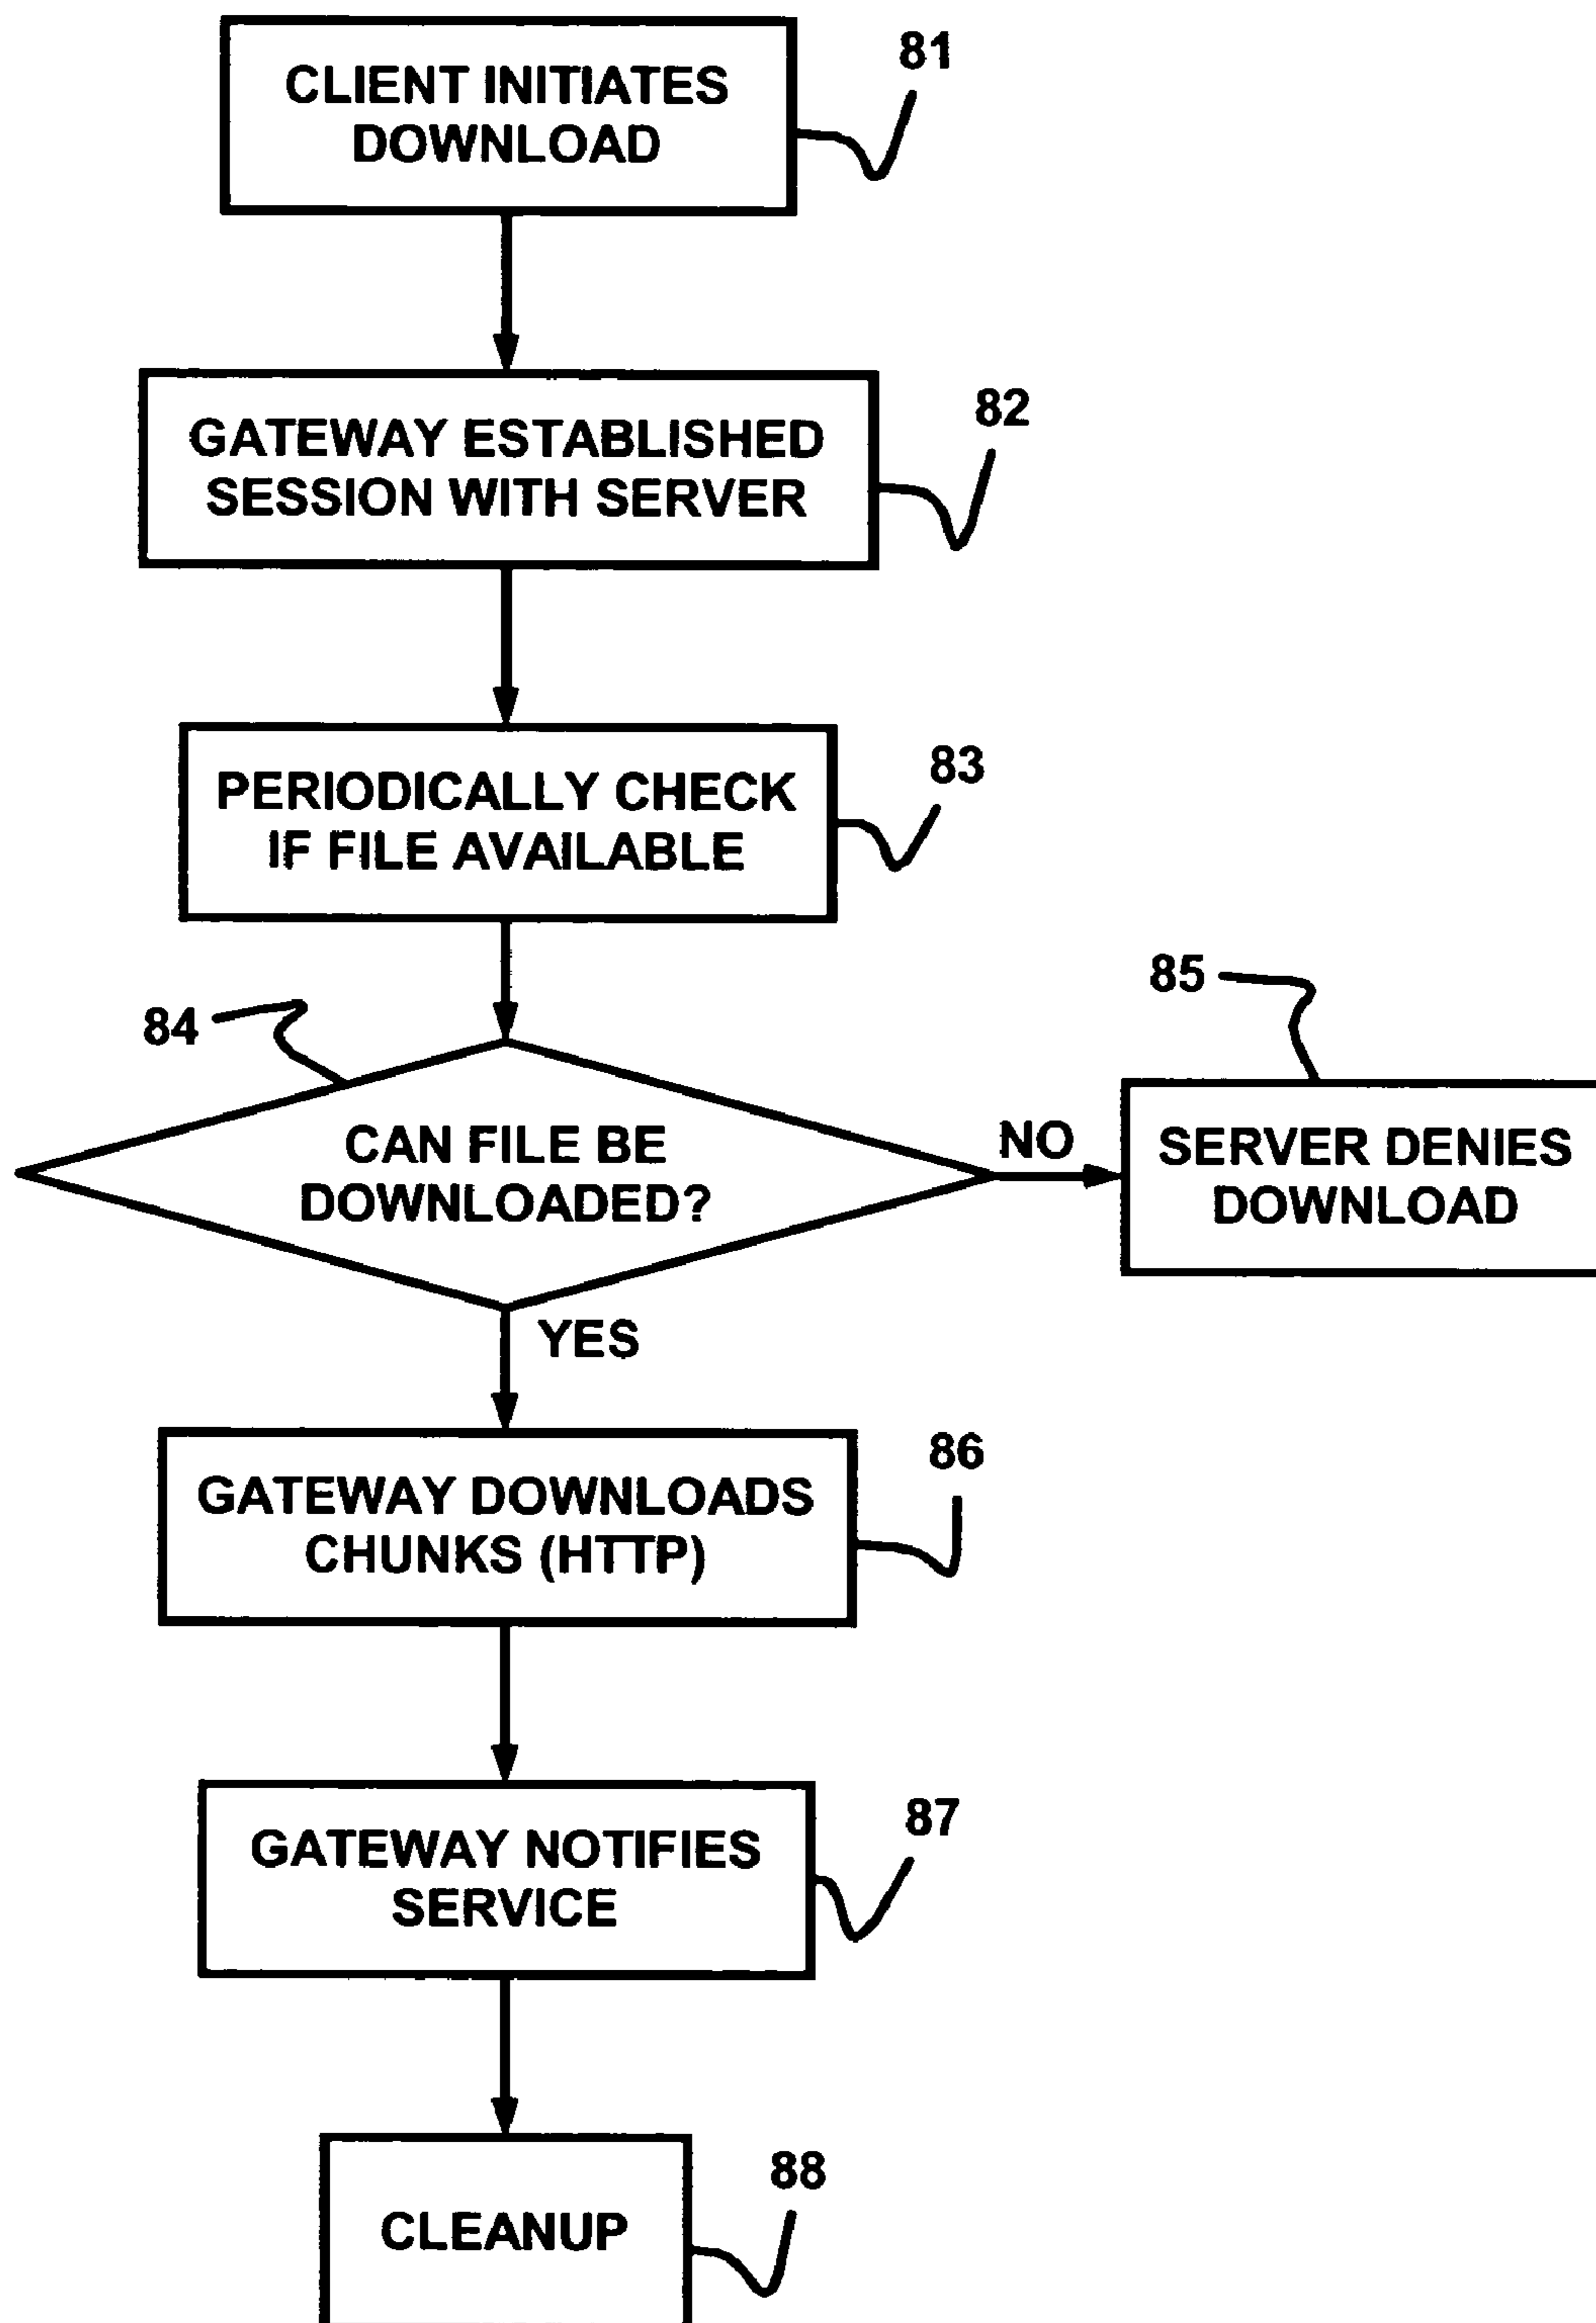 CLIENT INITIATES
DOWNLOAD
81
GATEWAY ESTABLISHED
SESSION WITH SERVER
82
PERIODICALLY CHECK
IF FILE AVAILABLE
83
84
CAN FILE BE
DOWNLOADED?
NO
85
SERVER DENIES
DOWNLOAD
YES
GATEWAY DOWNLOADS
CHUNKS (HTTP)
86
GATEWAY NOTIFIES
SERVICE
87
CLEANUP
88